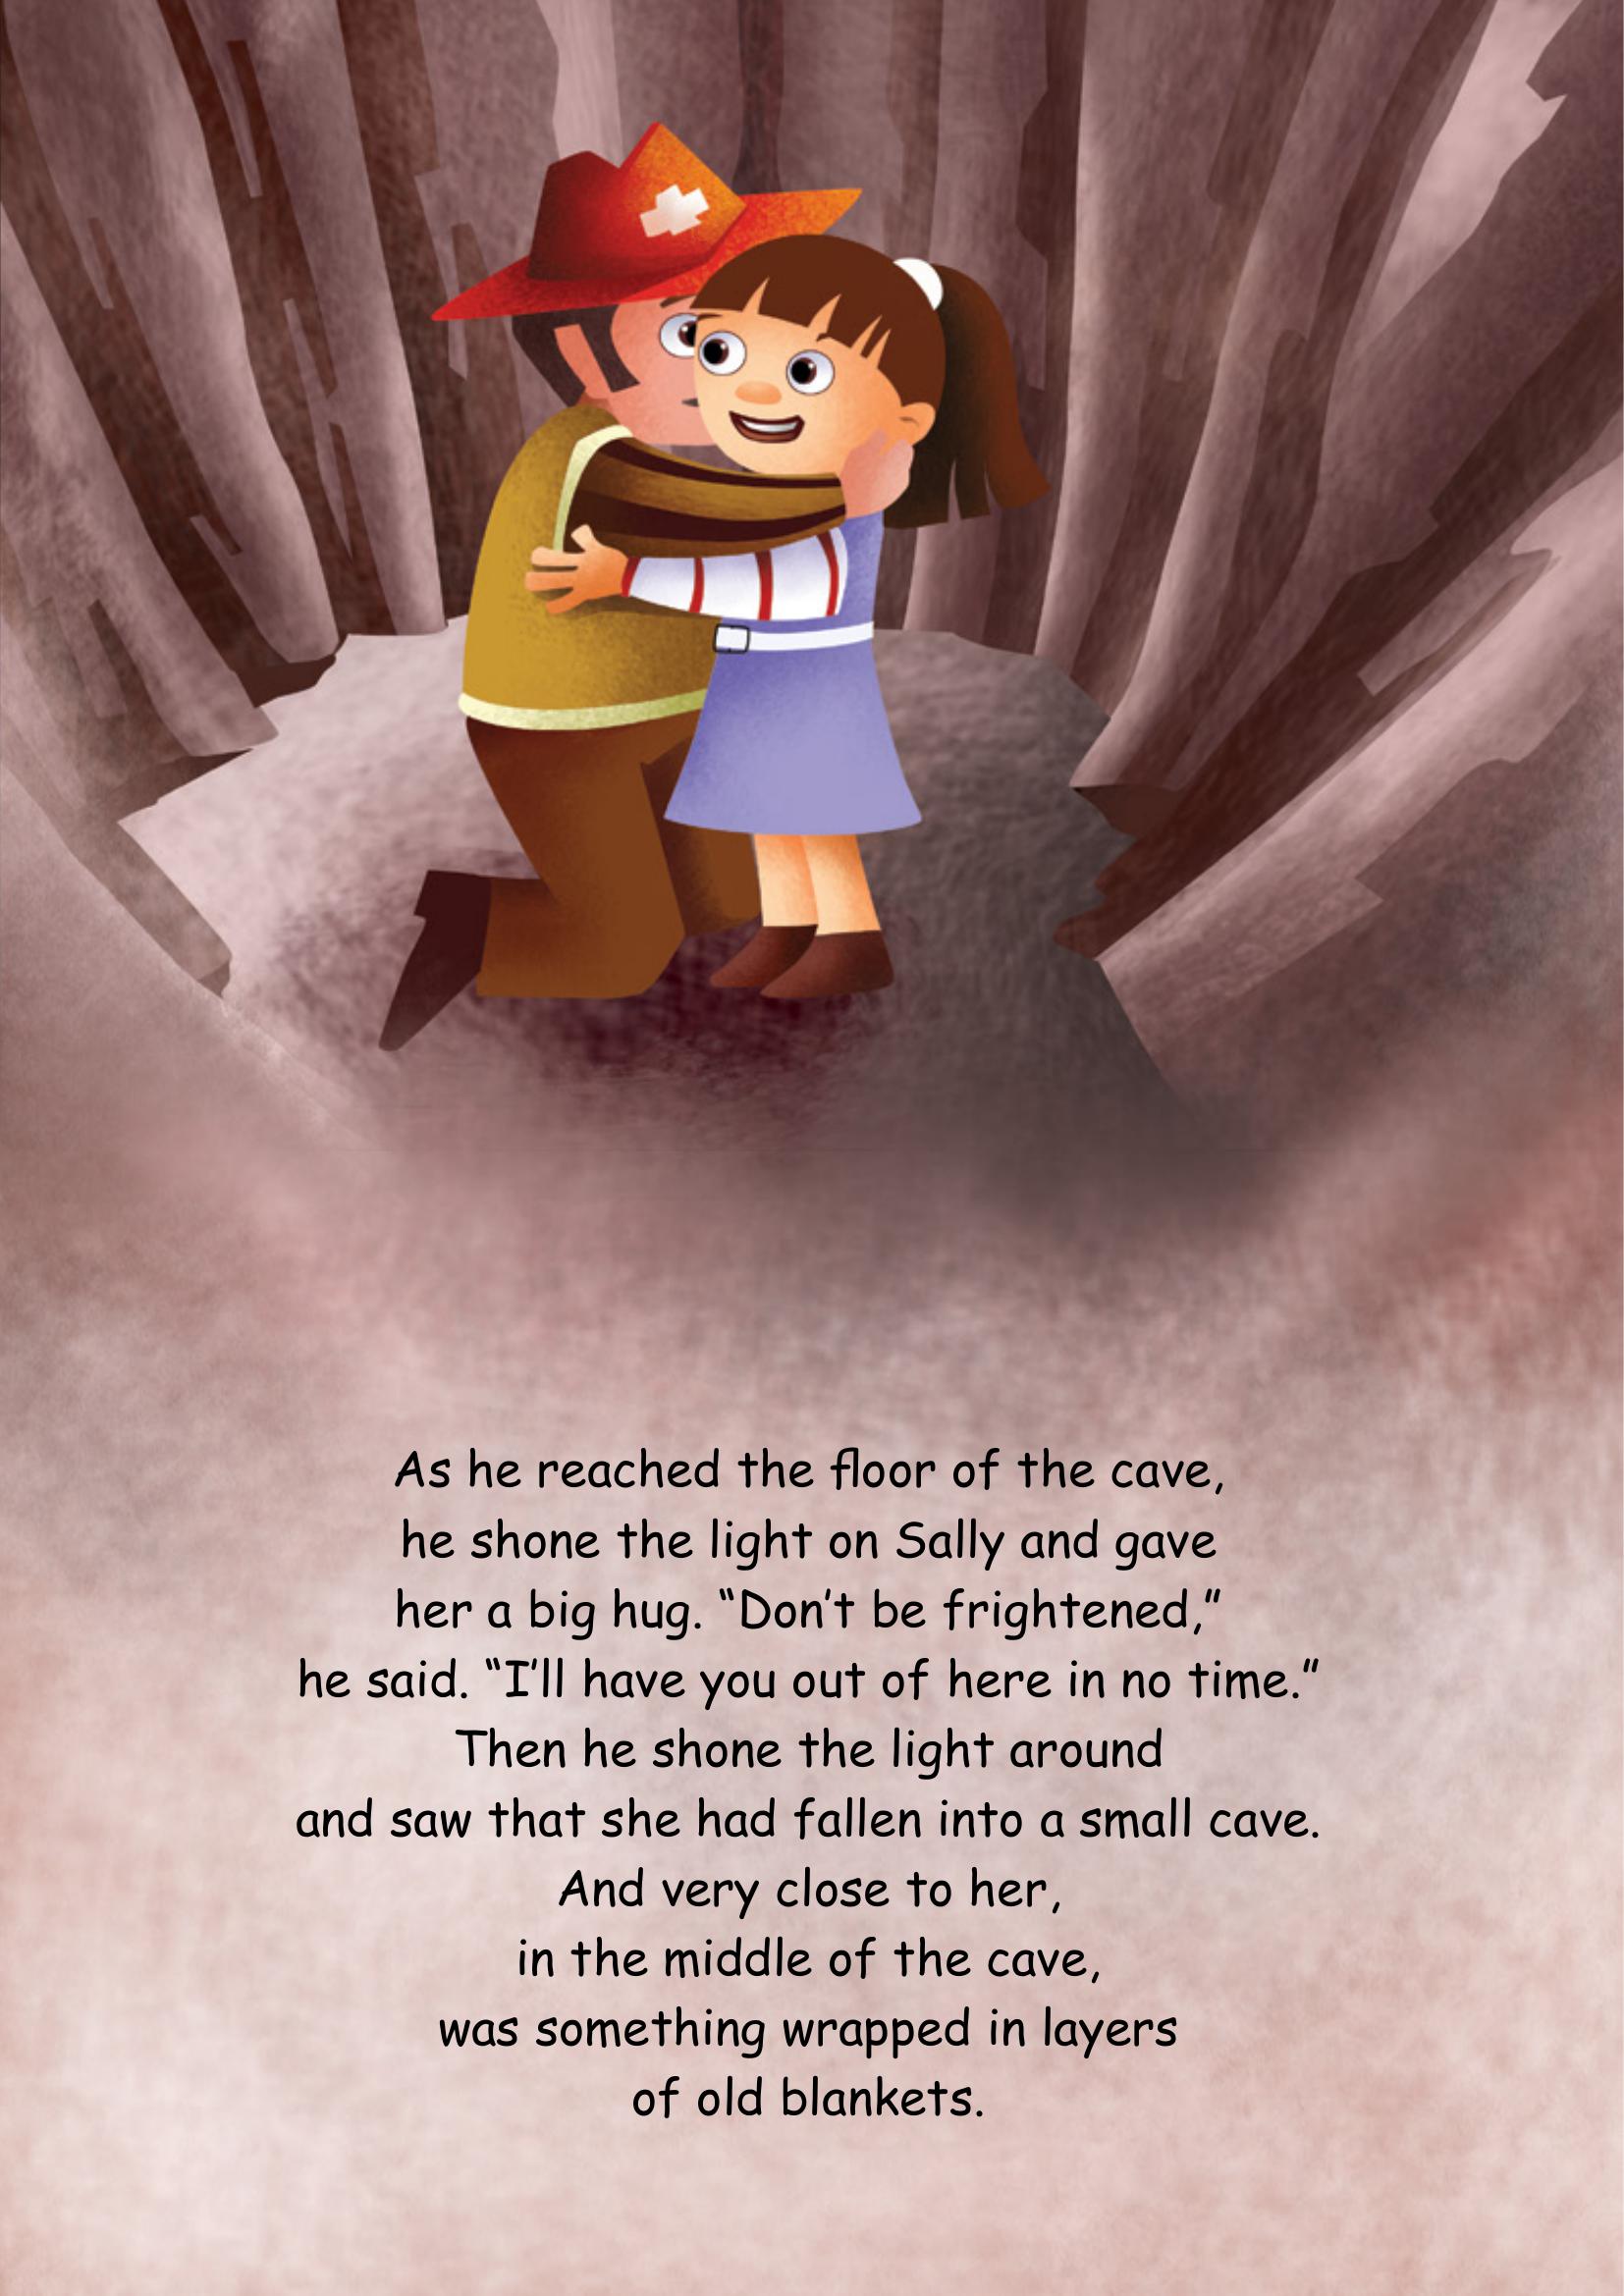 As he reached the floor of the cave,
he shone the light on Sally and gave
her a big hug. “Don’t be frightened,”
he said. “I’ll have you out of here in no time.”
Then he shone the light around
and saw that she had fallen into a small cave.
And very close to her,
in the middle of the cave,
was something wrapped in layers
of old blankets.